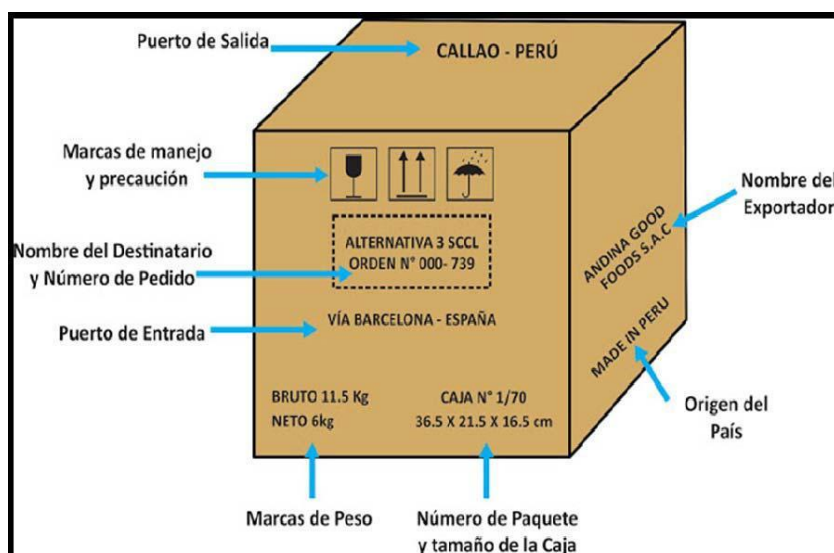 Puerto de Salida
CALLAO - PERÚ
Marcas de manejo
y precaución
Nombre del
Exportador
ANDINA GOOD
FOODS S.A.C
Nombre del Destinatario
y Número de Pedido
ALTERNATIVA 3 SCCL
ORDEN N° 000- 739
Puerto de Entrada
VÍA BARCELONA - ESPAÑA
MADE IN PERU
Origen del
País
BRUTO 11.5 Kg
NETO 6kg
CAJA N° 1/70
36.5 X 21.5 X 16.5 cm
Marcas de Peso
Número de Paquete
y tamaño de la Caja